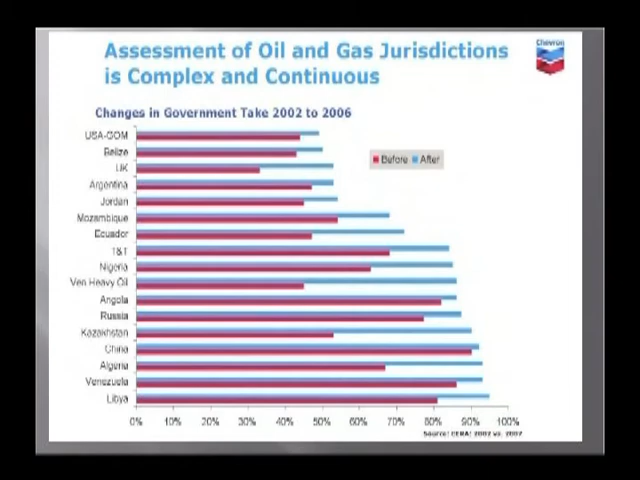 Assessment of Oil and Gas Jurisdictions
is Complex and Continuous
Chevron
Changes in Government Take 2002 to 2006
Before After
USA-GOM
Belize
UK
Argentina
Jordan
Mozambique
Ecuador
T&T
Nigeria
Ven Heavy Oil
Angola
Russia
Kazakhstan
China
Algeria
Venezuela
Libya
0% 10% 20% 30% 40% 50% 60% 70% 80% 90% 100%
Source: CERA: 2002 vs. 2007